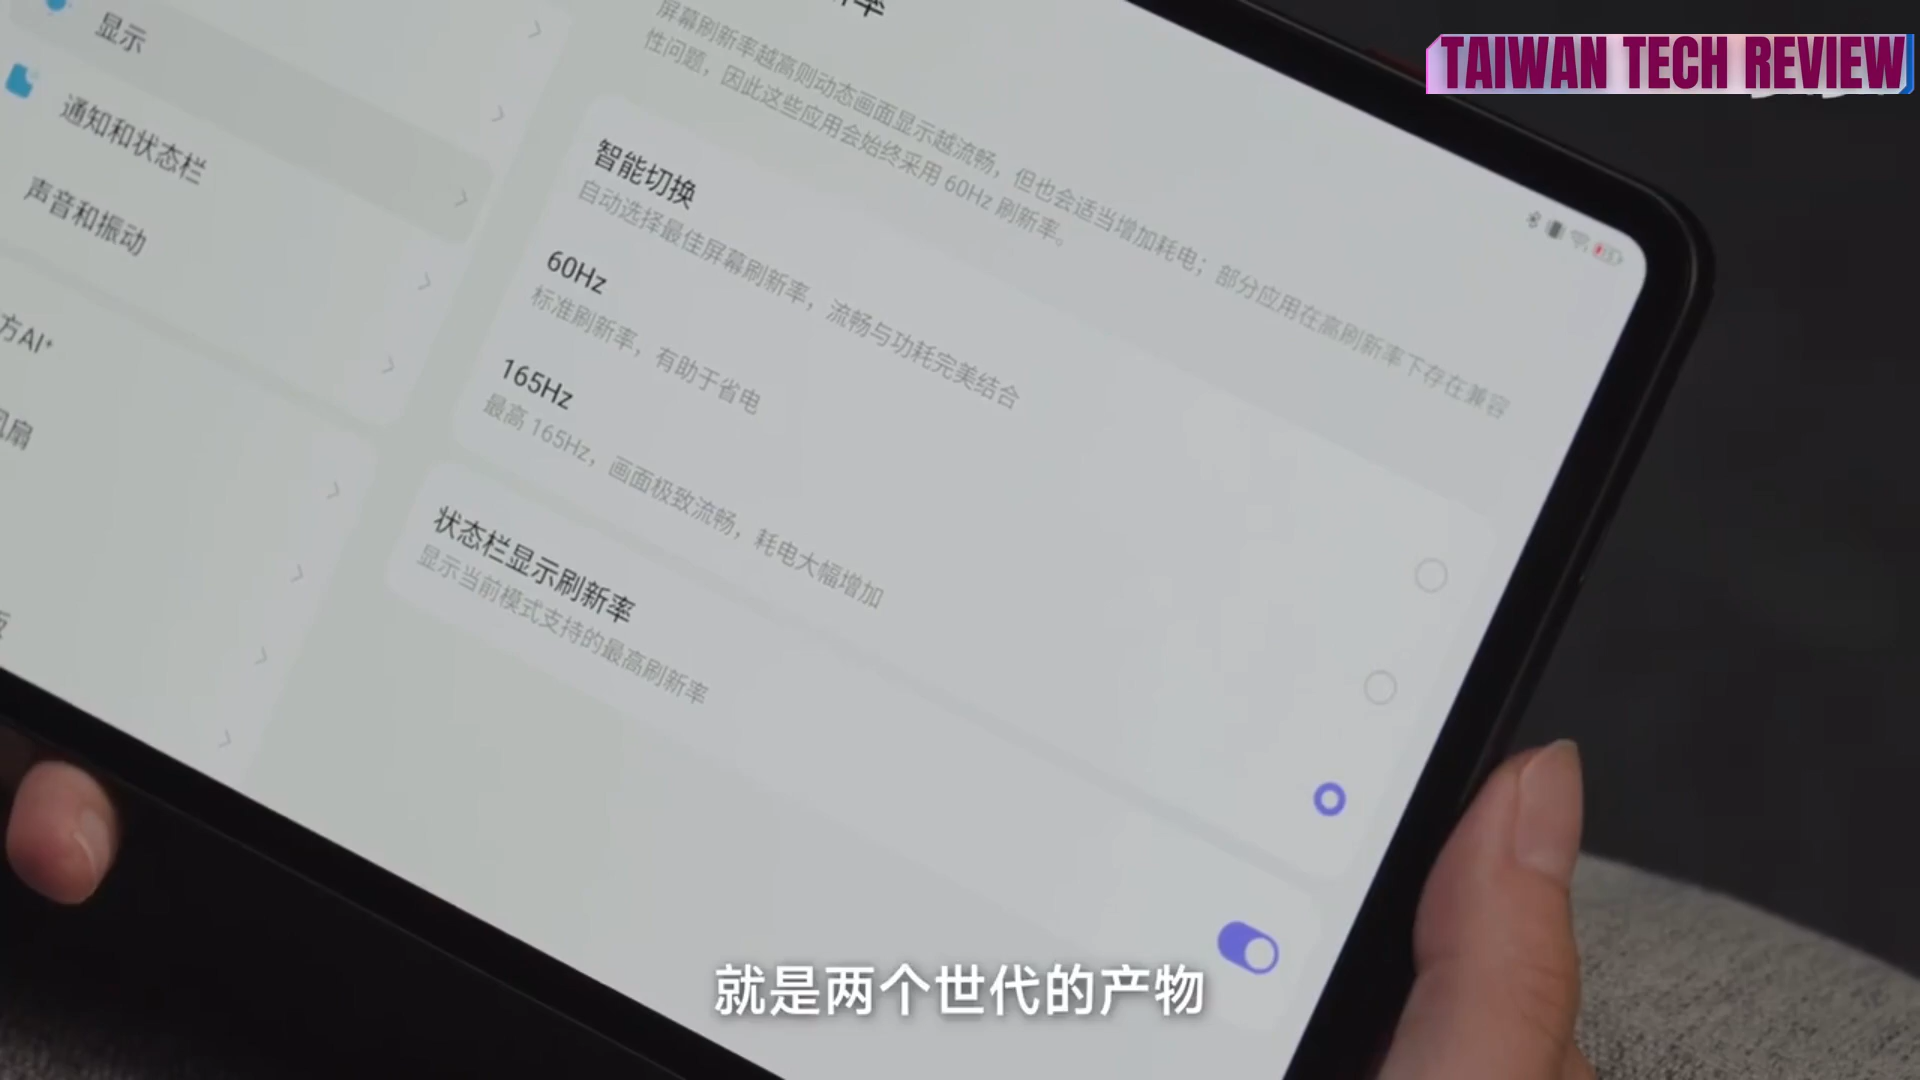 TAIWAN TECH REVIEW
显示
通知和状态栏
声音和振动
方AI+
风扇
新率
屏幕刷新率越高则动态画面显示越流畅，但也会适当增加耗电；部分应用在高刷新率下存在兼容
性问题，因此这些应用会始终采用 60Hz 刷新率。
智能切换
自动选择最佳屏幕刷新率，流畅与功耗完美结合
60Hz
标准刷新率，有助于省电
165Hz
最高 165Hz，画面极致流畅，耗电大幅增加
状态栏显示刷新率
显示当前模式支持的最高刷新率
就是两个世代的产物